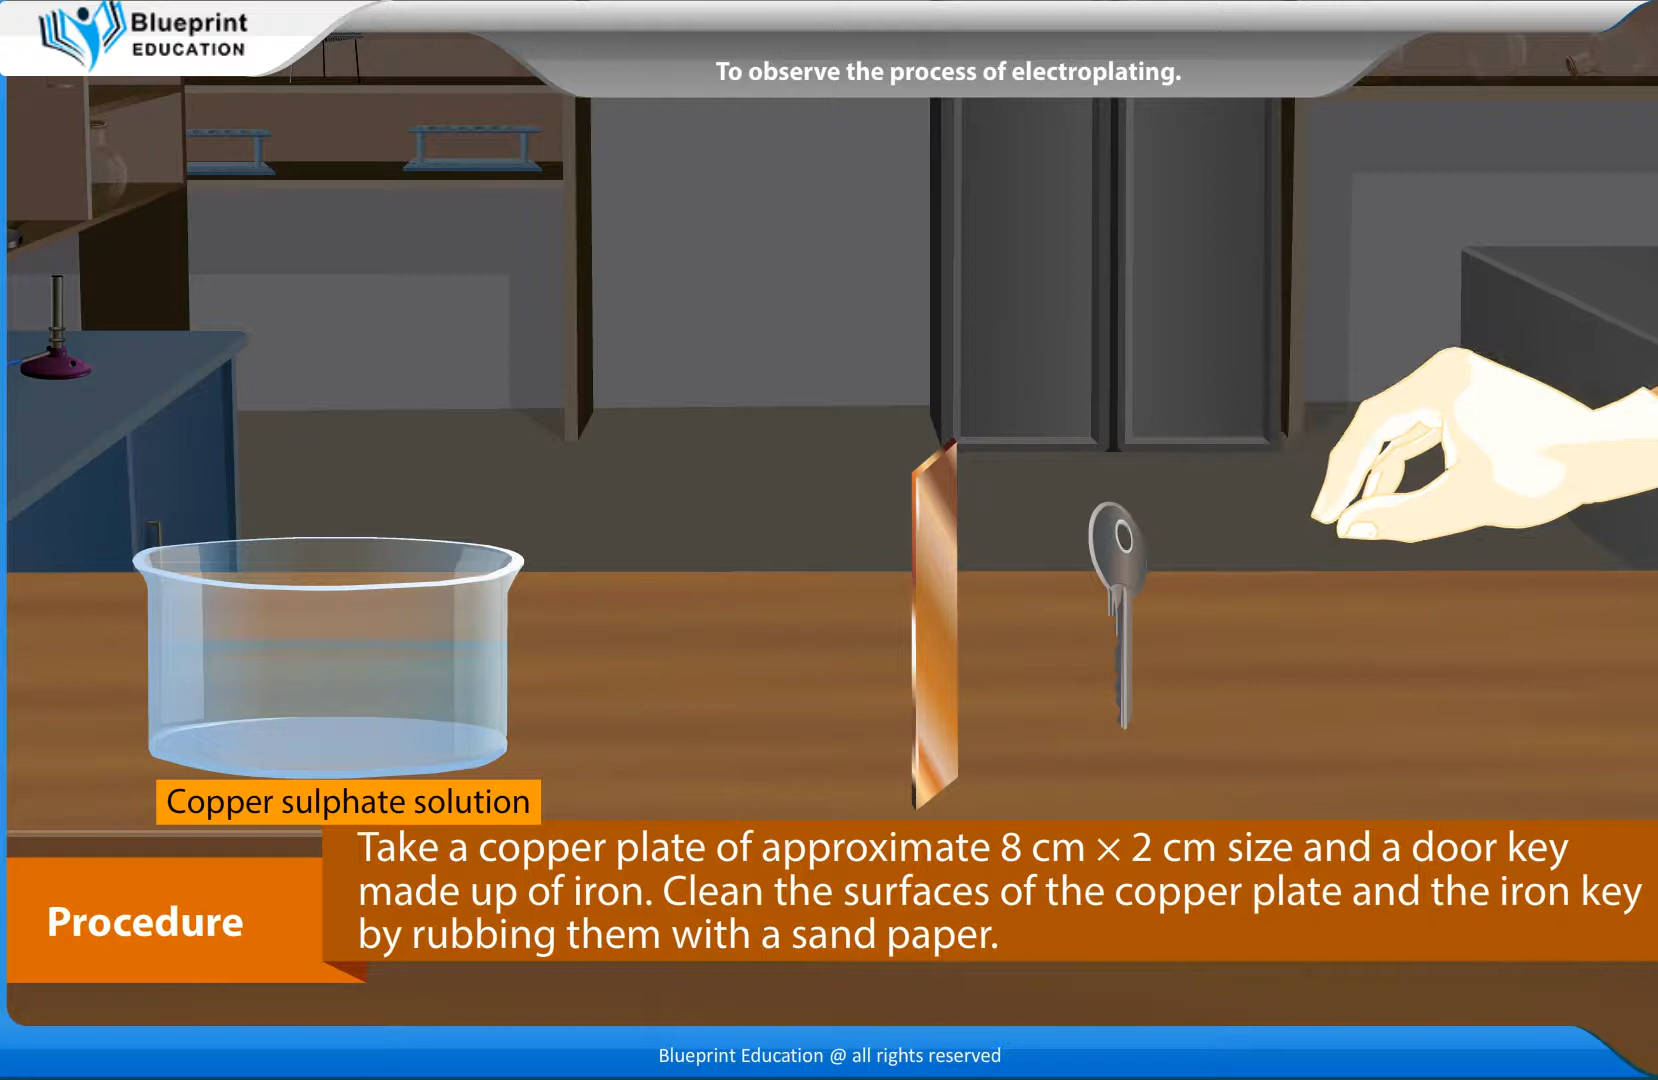 Blueprint
EDUCATION
To observe the process of electroplating.
Copper sulphate solution
Procedure
Take a copper plate of approximate 8 cm × 2 cm size and a door key
made up of iron. Clean the surfaces of the copper plate and the iron key
by rubbing them with a sand paper.
Blueprint Education @ all rights reserved